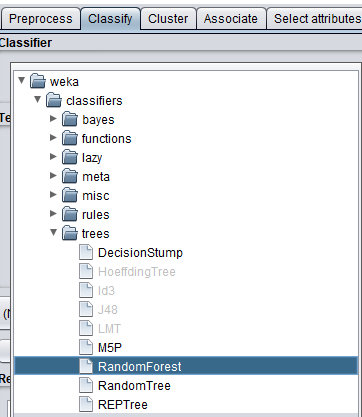 Preprocess Classify Cluster Associate Select attributes
Classifier
weka
classifiers
bayes
functions
lazy
meta
misc
rules
trees
DecisionStump
HoeffdingTree
Id3
J48
LMT
M5P
RandomForest
RandomTree
REPTree